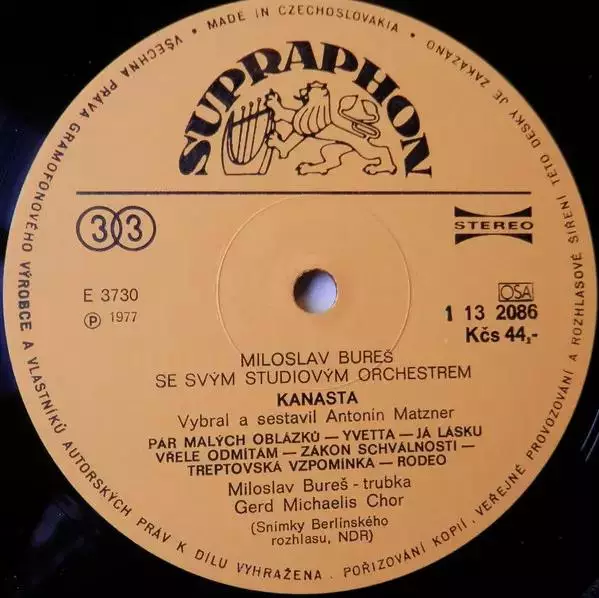 VŠECHNA PRÁVA GRAMOFONOVÉHO VÝROBCE A VLASTNÍKŮ AUTORSKÝCH PRÁV K DÍLU VYHRAŽENA. POŘIZOVÁNÍ KOPIÍ, VEŘEJNÉ PROVOZOVÁNÍ A ROZHLASOVÉ ŠÍŘENÍ TÉTO DESKY JE ZAKÁZÁNO
• MADE IN CZECHOSLOVAKIA •
SUPRAPHON
33
STEREO
E 3730
Ⓟ 1977
OSA
1 13 2086
Kčs 44,-
MILOSLAV BUREŠ
SE SVÝM STUDIOVÝM ORCHESTREM
KANASTA
Vybral a sestavil Antonín Matzner
PÁR MALÝCH OBLÁZKŮ — YVETTA — JÁ LÁSKU
VŘELE ODMÍTÁM — ZÁKON SCHVÁLNOSTI —
TREPTOVSKÁ VZPOMÍNKA — RODEO
Miloslav Bureš - trubka
Gerd Michaelis Chor
(Snímky Berlínského
rozhlasu, NDR)